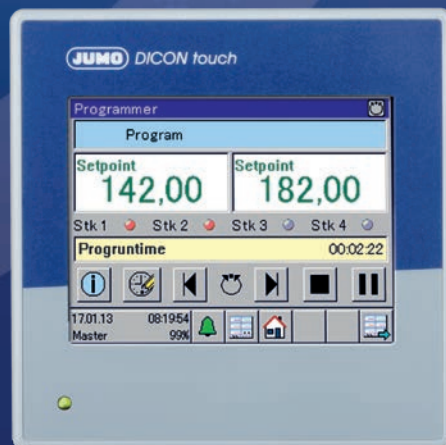 JUMO DICON touch
Programmer
Program
Setpoint Setpoint
142,00 182,00
Stk 1 Stk 2 Stk 3 Stk 4
Progruntime 00:02:22
17.01.13 08:19:54
Master 99%